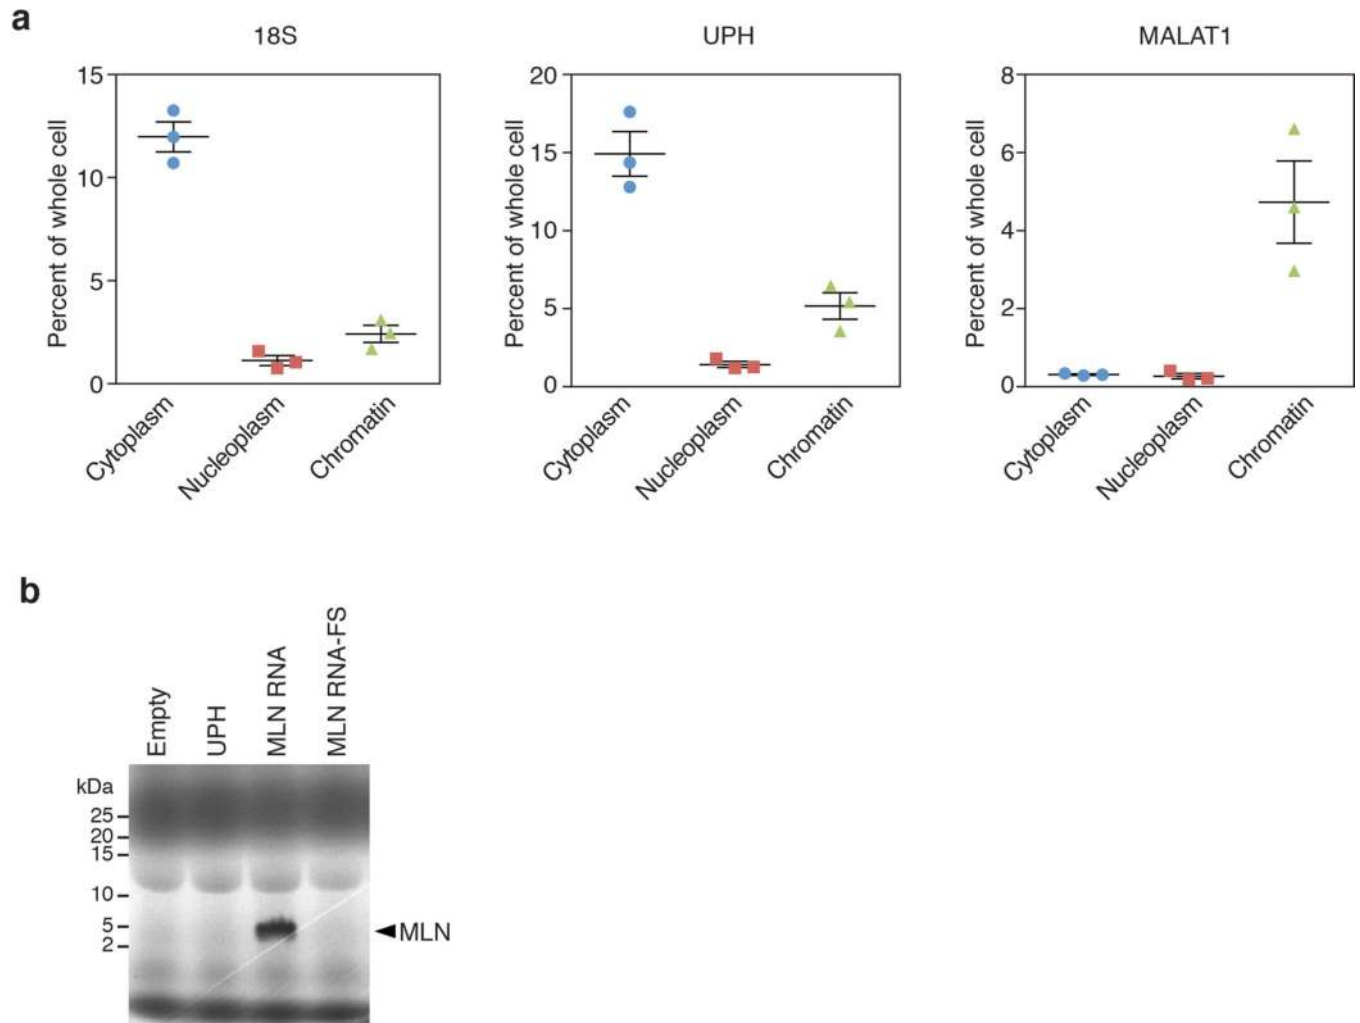 a
18S
UPH
MALAT1
Percent of whole cell
15
10
5
0
Cytoplasm
Nucleoplasm
Chromatin
Percent of whole cell
20
15
10
5
0
Cytoplasm
Nucleoplasm
Chromatin
Percent of whole cell
8
6
4
2
0
Cytoplasm
Nucleoplasm
Chromatin
b
Empty
UPH
MLN RNA
MLN RNA-FS
kDa
25
20
15
10
5
2
MLN